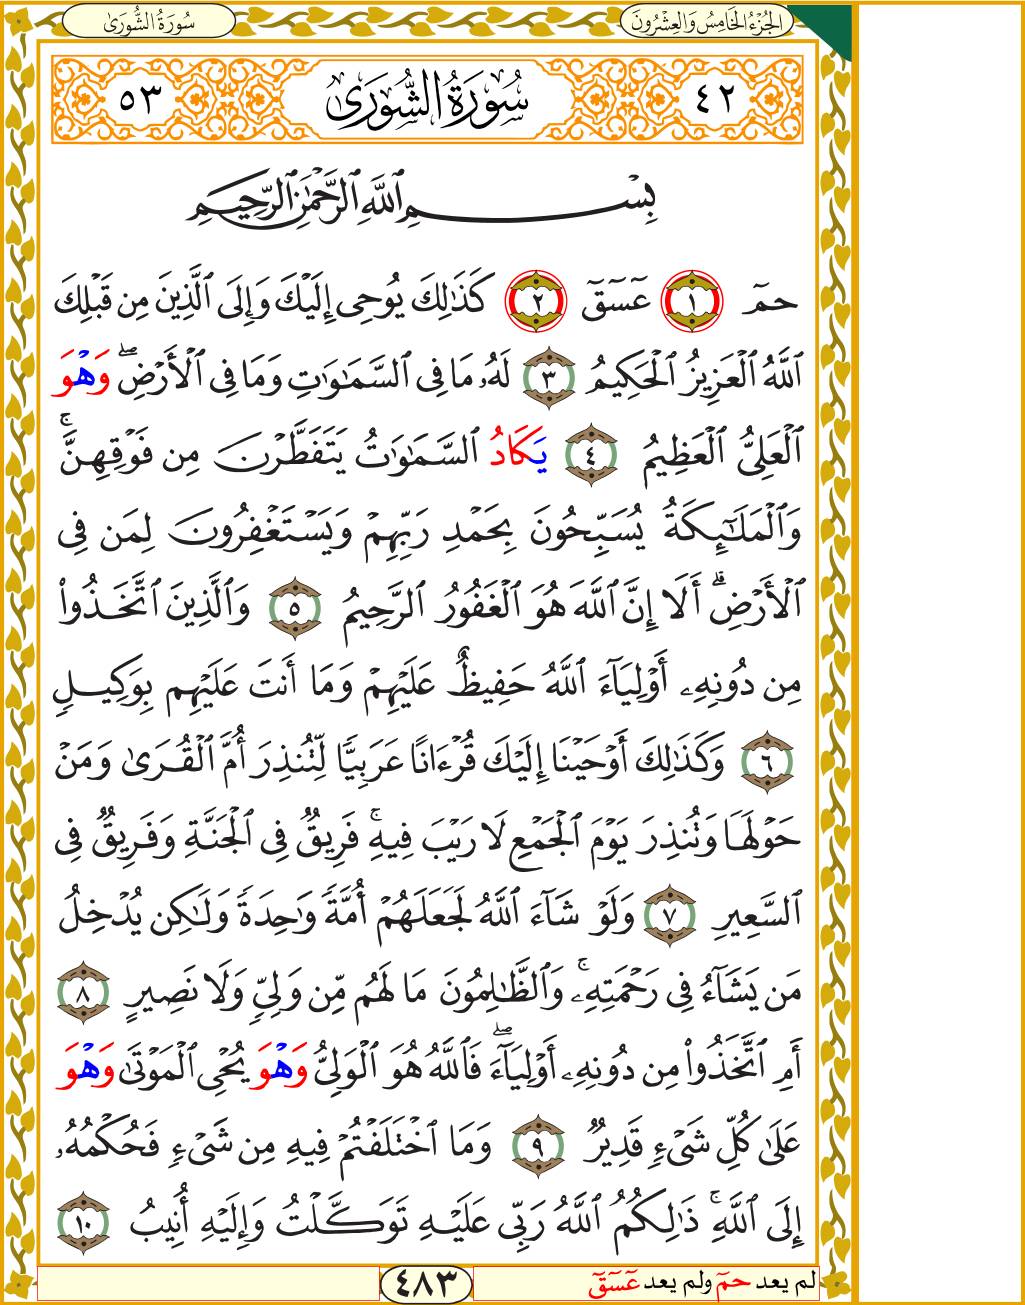 الجُزْءُ الخَامِسُ وَالعِشْرُونَ سُورَةُ الشُّورَىٰ
٤٢ سُورَةُ الشُّورَىٰ ٥٣
بِسْمِ ٱللَّهِ ٱلرَّحْمَٰنِ ٱلرَّحِيمِ
حمٓ ١ عٓسٓقٓ ٢ كَذَٰلِكَ يُوحِى إِلَيْكَ وَإِلَى ٱلَّذِينَ مِن قَبْلِكَ
ٱللَّهُ ٱلْعَزِيزُ ٱلْحَكِيمُ ٣ لَهُۥ مَا فِى ٱلسَّمَٰوَٰتِ وَمَا فِى ٱلْأَرْضِ ۖ وَهْوَ
ٱلْعَلِىُّ ٱلْعَظِيمُ ٤ يَكَادُ ٱلسَّمَٰوَٰتُ يَتَفَطَّرْنَ مِن فَوْقِهِنَّ ۚ
وَٱلْمَلَٰٓئِكَةُ يُسَبِّحُونَ بِحَمْدِ رَبِّهِمْ وَيَسْتَغْفِرُونَ لِمَن فِى
ٱلْأَرْضِ ۗ أَلَا إِنَّ ٱللَّهَ هُوَ ٱلْغَفُورُ ٱلرَّحِيمُ ٥ وَٱلَّذِينَ ٱتَّخَذُوا۟
مِن دُونِهِۦ أَوْلِيَآءَ ٱللَّهُ حَفِيظٌ عَلَيْهِمْ وَمَا أَنتَ عَلَيْهِم بِوَكِيلٍ
٦ وَكَذَٰلِكَ أَوْحَيْنَا إِلَيْكَ قُرْءَانًا عَرَبِيًّا لِّتُنذِرَ أُمَّ ٱلْقُرَىٰ وَمَنْ
حَوْلَهَا وَتُنذِرَ يَوْمَ ٱلْجَمْعِ لَا رَيْبَ فِيهِ ۚ فَرِيقٌ فِى ٱلْجَنَّةِ وَفَرِيقٌ فِى
ٱلسَّعِيرِ ٧ وَلَوْ شَآءَ ٱللَّهُ لَجَعَلَهُمْ أُمَّةً وَٰحِدَةً وَلَٰكِن يُدْخِلُ
مَن يَشَآءُ فِى رَحْمَتِهِۦ ۚ وَٱلظَّٰلِمُونَ مَا لَهُم مِّن وَلِىٍّ وَلَا نَصِيرٍ ٨
أَمِ ٱتَّخَذُوا۟ مِن دُونِهِۦ أَوْلِيَآءَ ۖ فَٱللَّهُ هُوَ ٱلْوَلِىُّ وَهْوَ يُحْىِ ٱلْمَوْتَىٰ وَهْوَ
عَلَىٰ كُلِّ شَىْءٍ قَدِيرٌ ٩ وَمَا ٱخْتَلَفْتُمْ فِيهِ مِن شَىْءٍ فَحُكْمُهُۥ
إِلَى ٱللَّهِ ۚ ذَٰلِكُمُ ٱللَّهُ رَبِّى عَلَيْهِ تَوَكَّلْتُ وَإِلَيْهِ أُنِيبُ ١٠
لم يعد حمٓ ولم يعد عٓسٓقٓ ٤٨٣